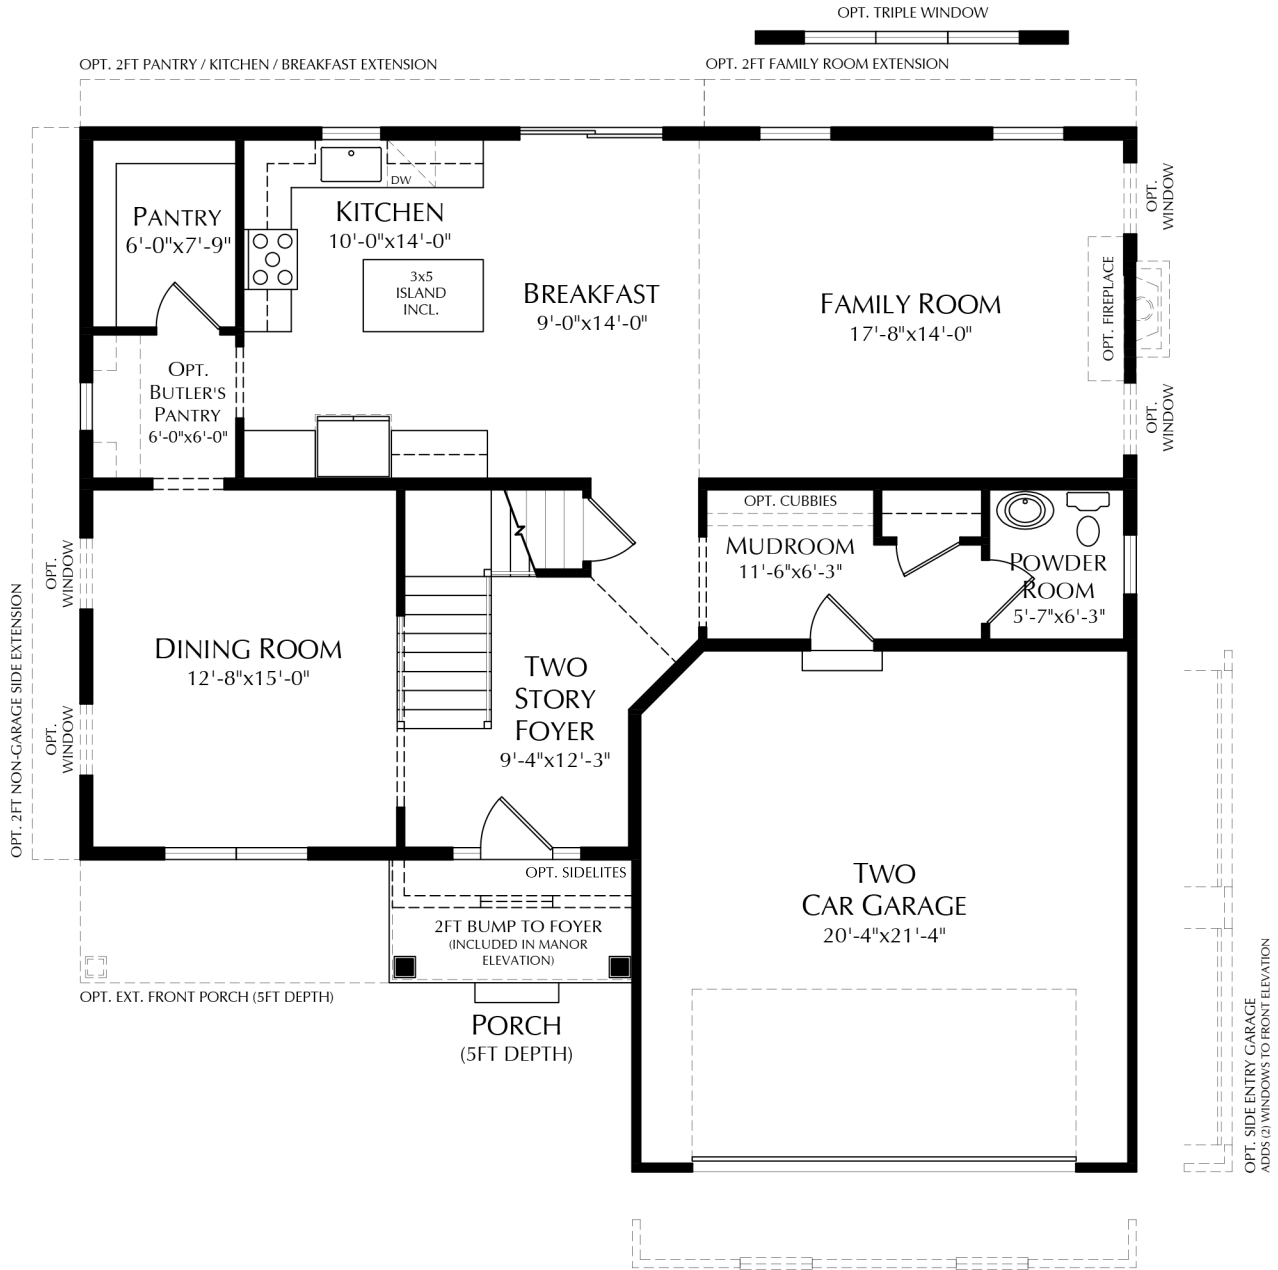 OPT. TRIPLE WINDOW
OPT. 2FT PANTRY / KITCHEN / BREAKFAST EXTENSION
OPT. 2FT FAMILY ROOM EXTENSION
DW
PANTRY
6'-0"x7'-9"
KITCHEN
10'-0"x14'-0"
3x5
ISLAND
INCL.
BREAKFAST
9'-0"x14'-0"
FAMILY ROOM
17'-8"x14'-0"
OPT.
WINDOW
OPT. FIREPLACE
OPT.
WINDOW
OPT.
BUTLER'S
PANTRY
6'-0"x6'-0"
OPT. CUBBIES
MUDROOM
11'-6"x6'-3"
POWDER
ROOM
5'-7"x6'-3"
OPT.
WINDOW
OPT. 2FT NON-GARAGE SIDE EXTENSION
DINING ROOM
12'-8"x15'-0"
OPT.
WINDOW
TWO
STORY
FOYER
9'-4"x12'-3"
OPT. SIDELITES
2FT BUMP TO FOYER
(INCLUDED IN MANOR
ELEVATION)
TWO
CAR GARAGE
20'-4"x21'-4"
OPT. EXT. FRONT PORCH (5FT DEPTH)
PORCH
(5FT DEPTH)
OPT. SIDE ENTRY GARAGE
ADDS (2) WINDOWS TO FRONT ELEVATION